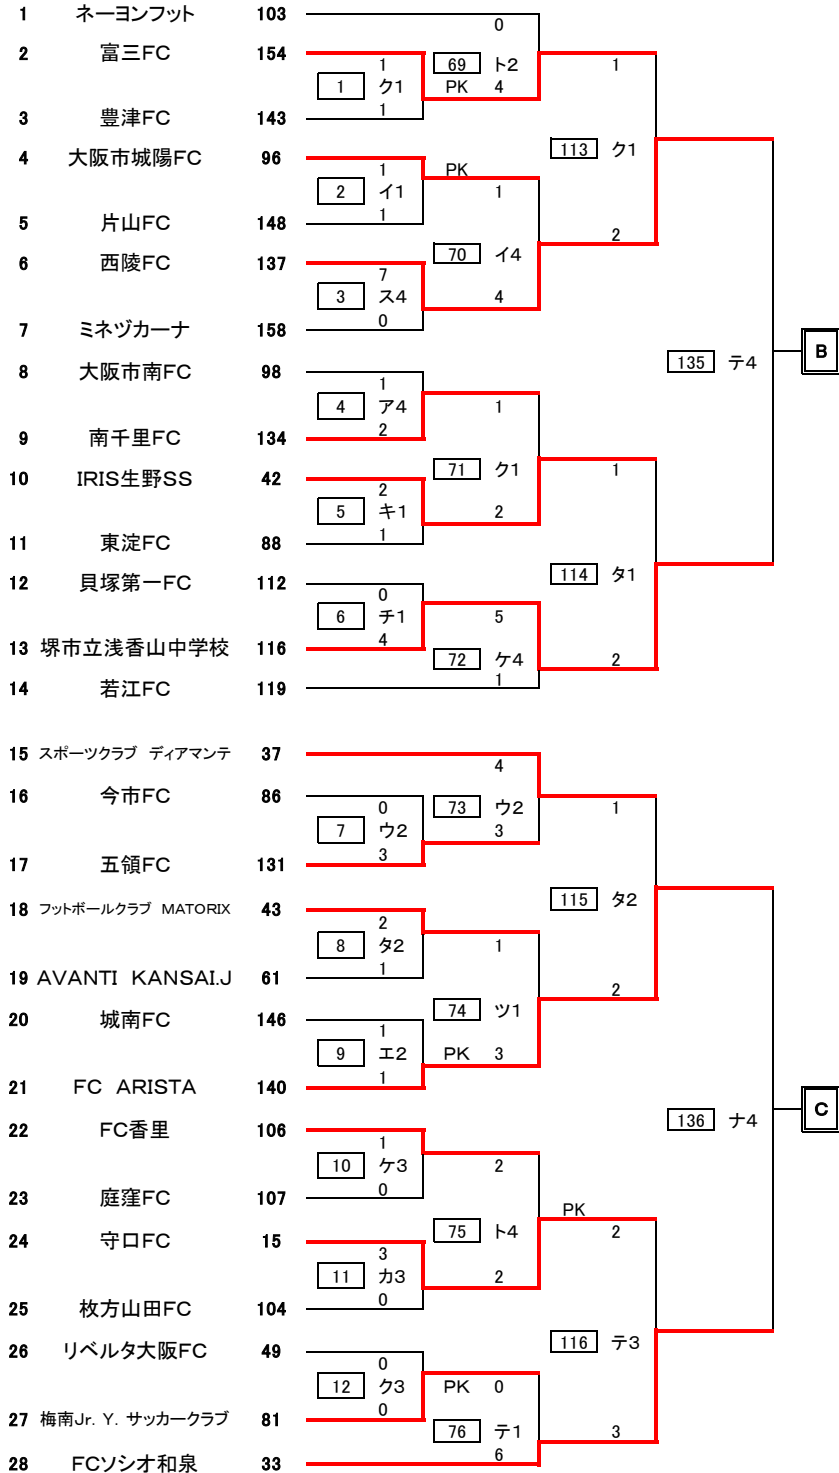 1 ネーヨンフット 103
0
2 富三FC 154
1 69 ト2 1
1 ク1 PK 4
1
3 豊津FC 143
113 ク1
4 大阪市城陽FC 96
1 PK
2 イ1 1
1
5 片山FC 148
2
70 イ4
6 西陵FC 137
7
3 ス4 4
0
7 ミネヅカーナ 158
135 テ4 B
8 大阪市南FC 98
1
4 ア4 1
2
9 南千里FC 134
71 ク1 1
10 IRIS生野SS 42
2
5 キ1 2
1
11 東淀FC 88
114 タ1
12 貝塚第一FC 112
0
6 チ1 5
4
13 堺市立浅香山中学校 116
72 ケ4 2
1
14 若江FC 119
15 スポーツクラブ ディアマンテ 37
4
16 今市FC 86
0 73 ウ2 1
7 ウ2 3
3
17 五領FC 131
115 タ2
18 フットボールクラブ MATORIX 43
2
8 タ2 1
1
19 AVANTI KANSAI.J 61
2
74 ツ1
20 城南FC 146
1
9 エ2 PK 3
1
21 FC ARISTA 140
136 ナ4 C
22 FC香里 106
1
10 ケ3 2
0
23 庭窪FC 107
PK
75 ト4 2
24 守口FC 15
3
11 カ3 2
0
25 枚方山田FC 104
116 テ3
26 リベルタ大阪FC 49
0
12 ク3 PK 0
0
27 梅南Jr. Y. サッカークラブ 81
76 テ1 3
6
28 FCソシオ和泉 33